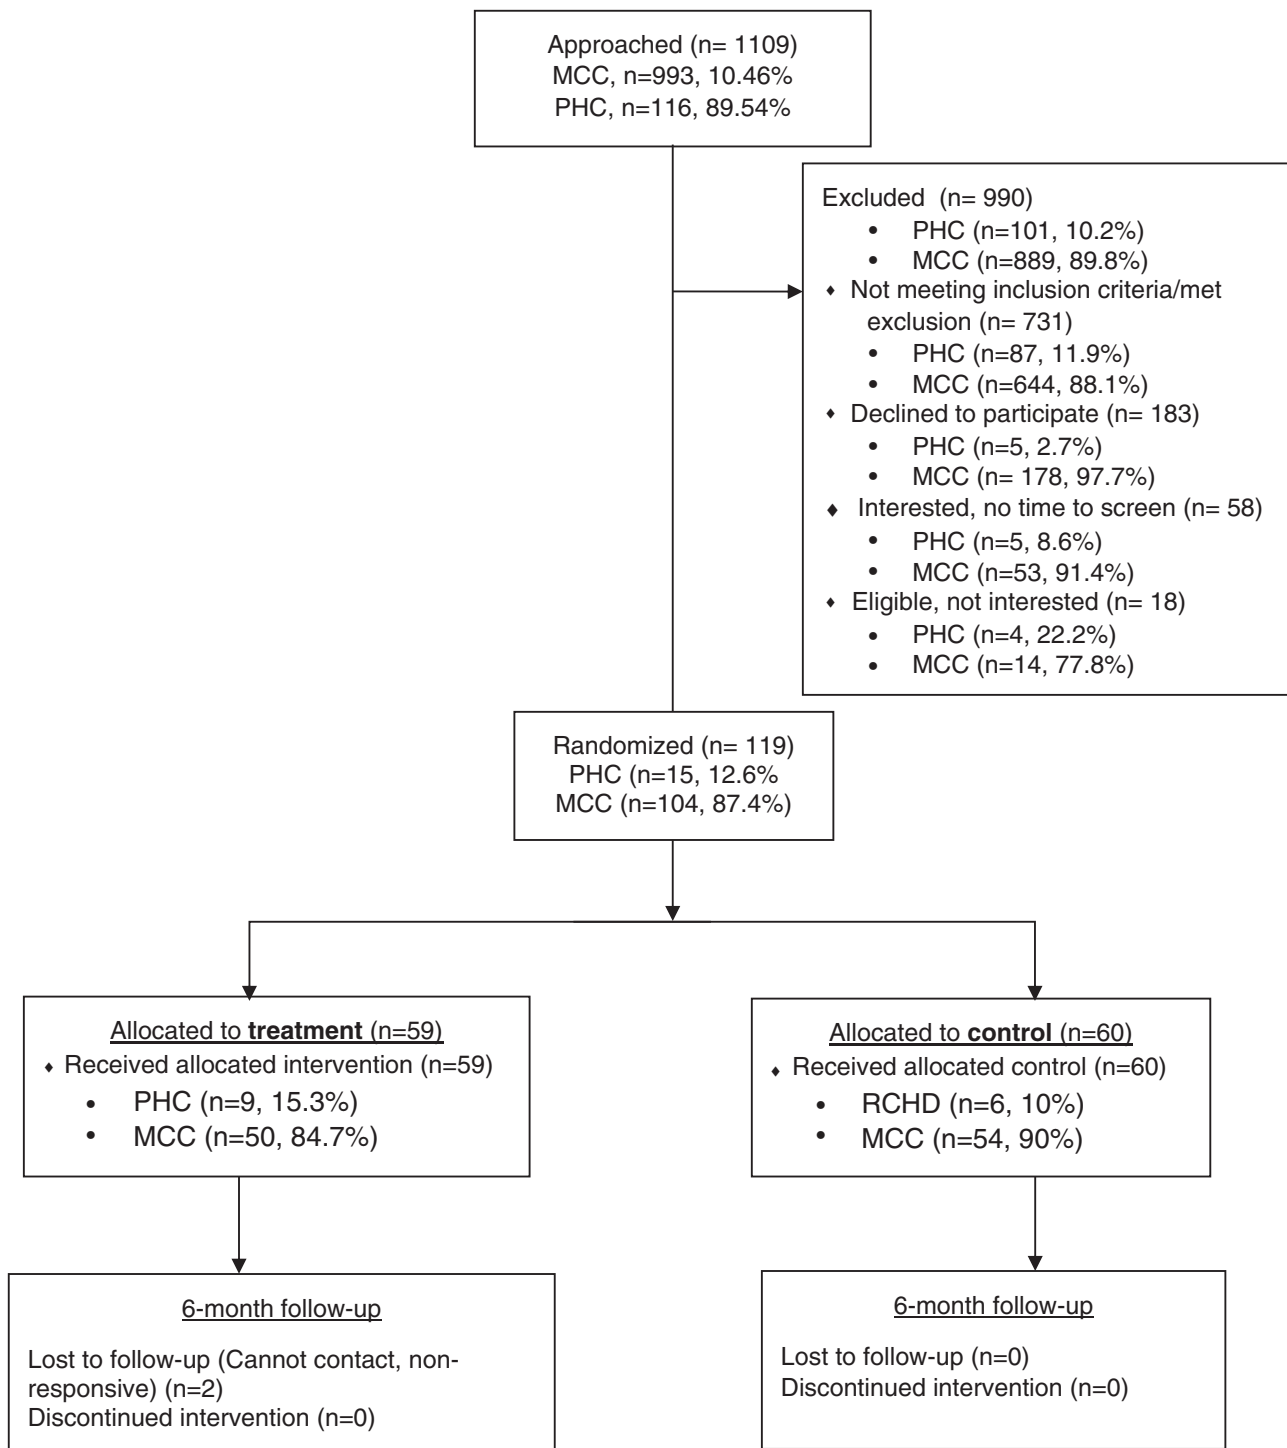 Approached (n= 1109)
MCC, n=993, 10.46%
PHC, n=116, 89.54%
Excluded (n= 990)
• PHC (n=101, 10.2%)
• MCC (n=889, 89.8%)
♦ Not meeting inclusion criteria/met
exclusion (n= 731)
• PHC (n=87, 11.9%)
• MCC (n=644, 88.1%)
♦ Declined to participate (n= 183)
• PHC (n=5, 2.7%)
• MCC (n= 178, 97.7%)
♦ Interested, no time to screen (n= 58)
• PHC (n=5, 8.6%)
• MCC (n=53, 91.4%)
♦ Eligible, not interested (n= 18)
• PHC (n=4, 22.2%)
• MCC (n=14, 77.8%)
Randomized (n= 119)
PHC (n=15, 12.6%
MCC (n=104, 87.4%)
Allocated to treatment (n=59)
♦ Received allocated intervention (n=59)
• PHC (n=9, 15.3%)
• MCC (n=50, 84.7%)
Allocated to control (n=60)
♦ Received allocated control (n=60)
• RCHD (n=6, 10%)
• MCC (n=54, 90%)
6-month follow-up
Lost to follow-up (Cannot contact, non-
responsive) (n=2)
Discontinued intervention (n=0)
6-month follow-up
Lost to follow-up (n=0)
Discontinued intervention (n=0)